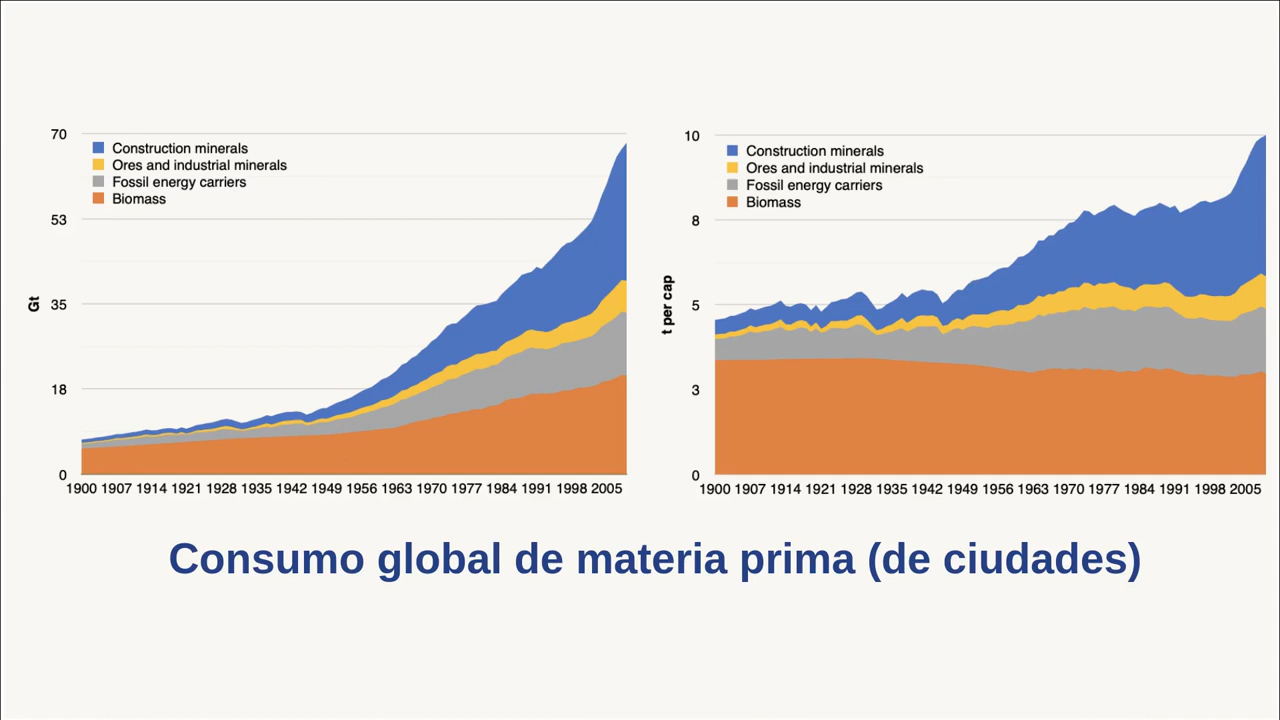 70
53
35
18
0
Gt
Construction minerals
Ores and industrial minerals
Fossil energy carriers
Biomass
1900 1907 1914 1921 1928 1935 1942 1949 1956 1963 1970 1977 1984 1991 1998 2005
10
8
5
3
0
t per cap
Construction minerals
Ores and industrial minerals
Fossil energy carriers
Biomass
1900 1907 1914 1921 1928 1935 1942 1949 1956 1963 1970 1977 1984 1991 1998 2005
Consumo global de materia prima (de ciudades)